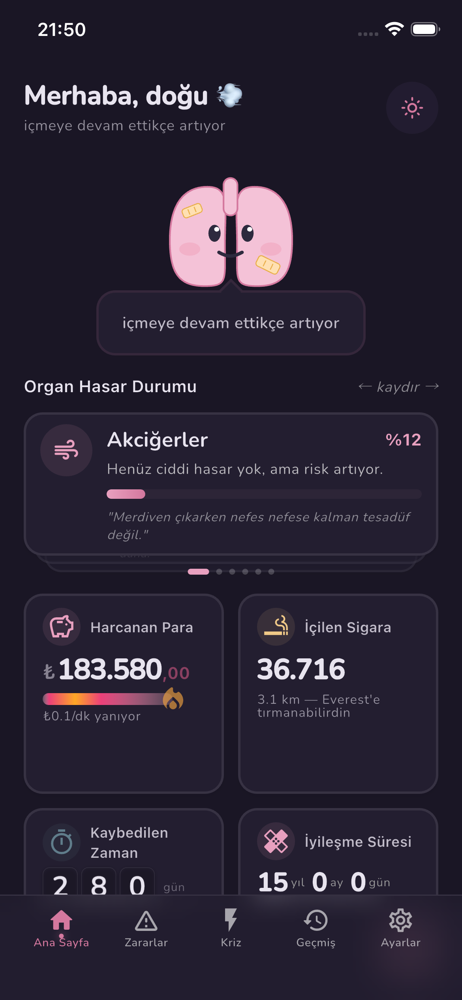 21:50
Merhaba, doğu
içmeye devam ettikçe artıyor
içmeye devam ettikçe artıyor
Organ Hasar Durumu
← kaydır →
Akciğerler
%12
Henüz ciddi hasar yok, ama risk artıyor.
"Merdiven çıkarken nefes nefese kalman tesadüf
değil."
Harcanan Para
₺183.580,00
₺0.1/dk yanıyor
İçilen Sigara
36.716
3.1 km — Everest'e
tırmanabilirdin
Kaybedilen
Zaman
280 gün
İyileşme Süresi
15 yıl 0 ay 0 gün
Ana Sayfa
Zararlar
Kriz
Geçmiş
Ayarlar